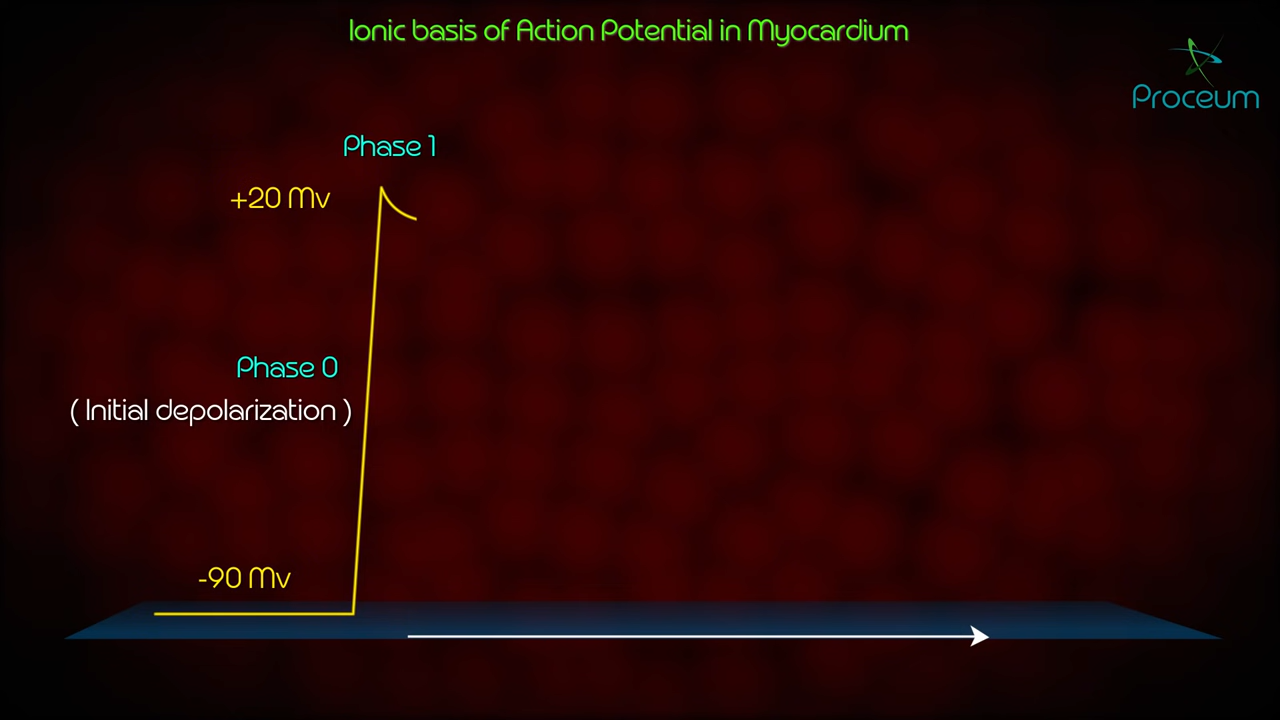 Ionic basis of Action Potential in Myocardium
Proceum
Phase 1
+20 Mv
Phase 0
( Initial depolarization )
-90 Mv